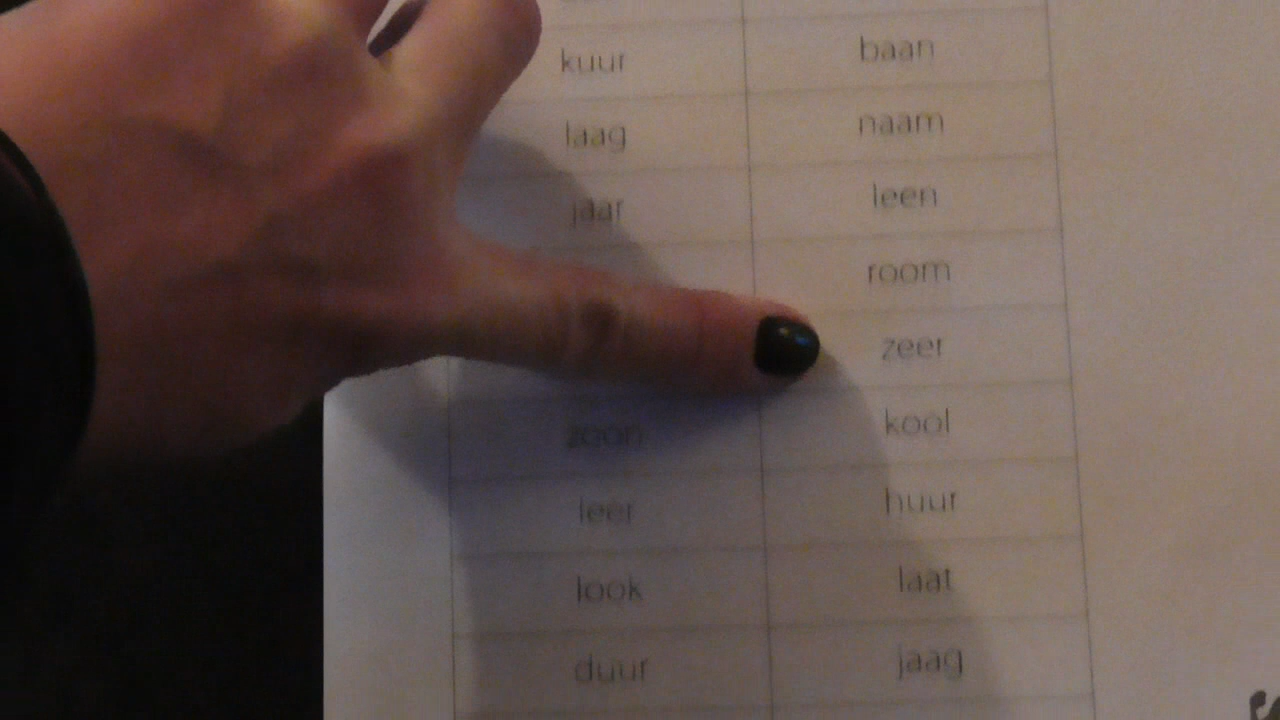 kuur baan
laag naam
jaar leen
room
zeer
zoon kool
leer huur
look laat
duur jaag